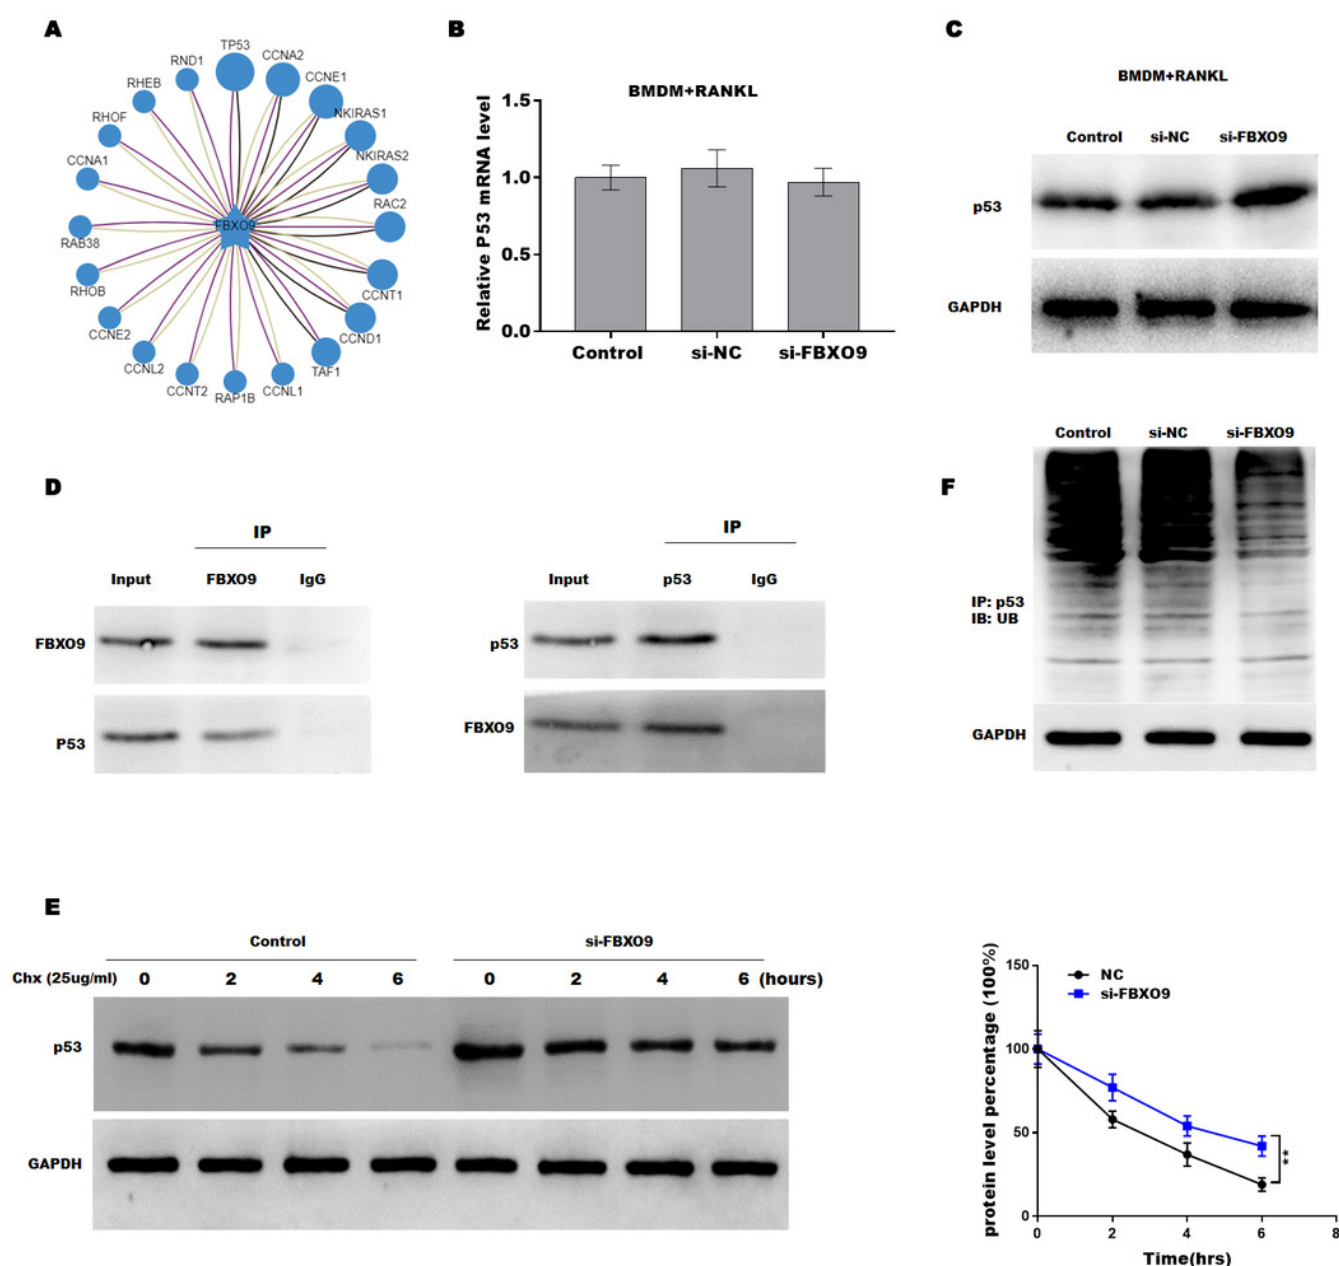 A
TP53
CCNA2
CCNE1
NKIRAS1
NKIRAS2
RAC2
CCNT1
CCND1
TAF1
CCNL1
RAP1B
CCNT2
CCNL2
CCNE2
RHOB
RAB38
CCNA1
RHOF
RHEB
RND1
FBXO9
B
BMDM+RANKL
Relative P53 mRNA level
1.5
1.0
0.5
0.0
Control si-NC si-FBXO9
C
BMDM+RANKL
Control si-NC si-FBXO9
p53
GAPDH
D
IP
Input FBXO9 IgG
FBXO9
P53
IP
Input p53 IgG
p53
FBXO9
F
Control si-NC si-FBXO9
IP: p53
IB: UB
GAPDH
E
Control si-FBXO9
Chx (25ug/ml) 0 2 4 6 0 2 4 6 (hours)
p53
GAPDH
protein level percentage (100%)
150
100
50
0
NC
si-FBXO9
**
0 2 4 6 8
Time(hrs)